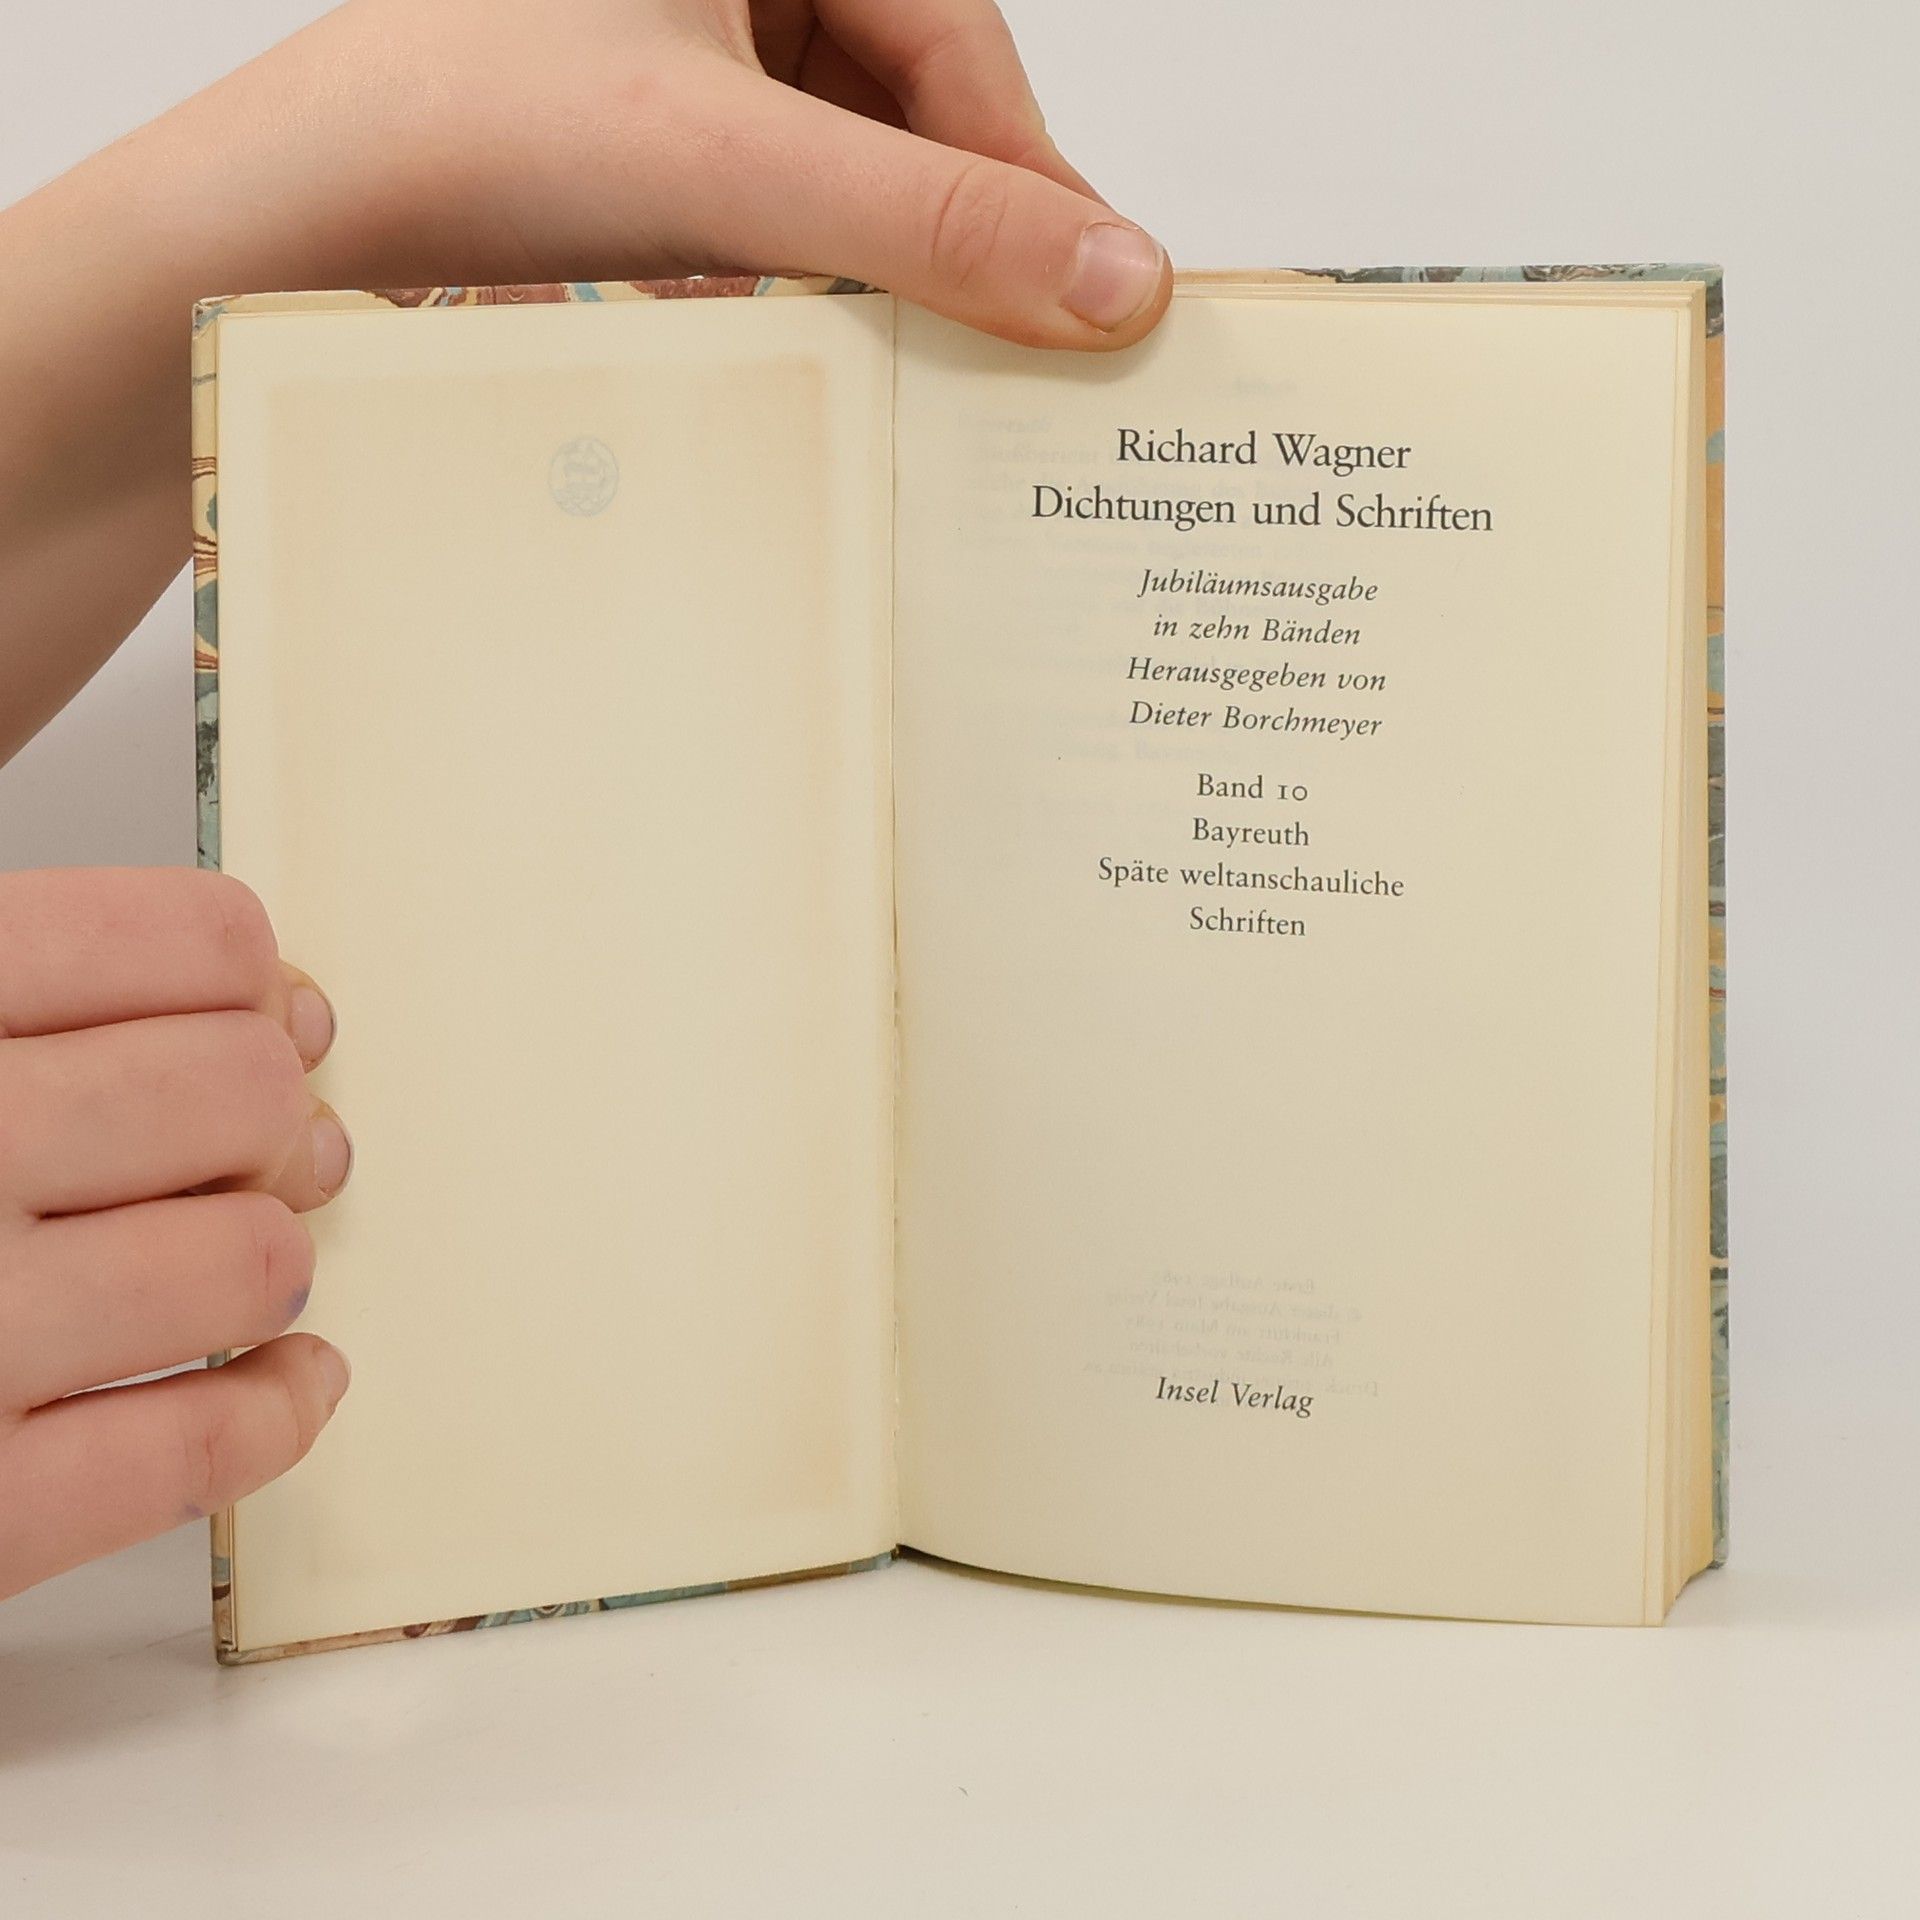 Richard Wagner
Dichtungen und Schriften
Jubiläumsausgabe
in zehn Bänden
Herausgegeben von
Dieter Borchmeyer
Band 10
Bayreuth
Späte weltanschauliche
Schriften
Insel Verlag